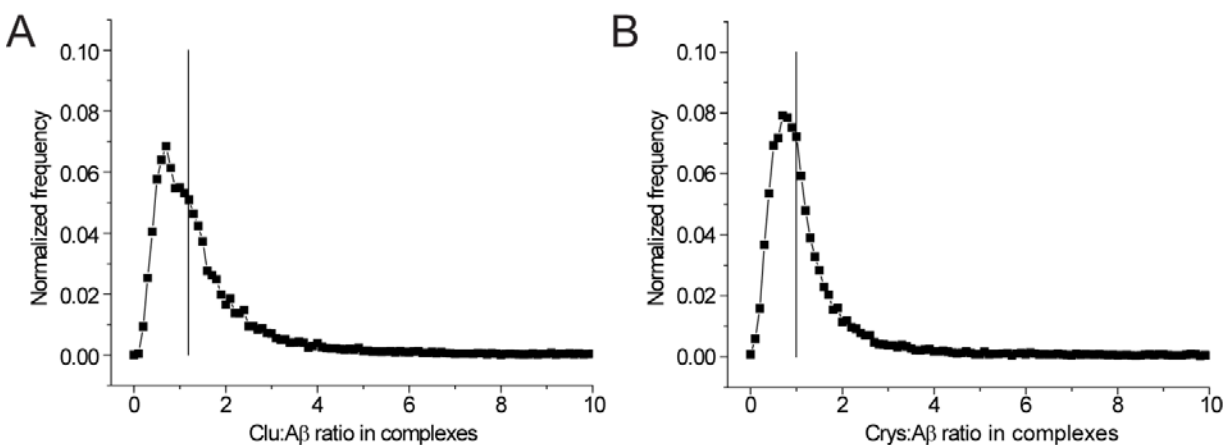 A
0.10
0.08
0.06
0.04
0.02
0.00
Normalized frequency
0 2 4 6 8 10
Clu:Aβ ratio in complexes
B
0.10
0.08
0.06
0.04
0.02
0.00
Normalized frequency
0 2 4 6 8 10
Crys:Aβ ratio in complexes